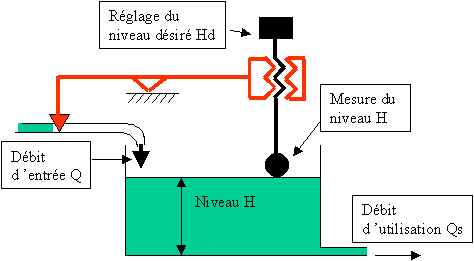 Réglage du
niveau désiré Hd
Mesure du
niveau H
Débit
d ’entrée Q
Niveau H
Débit
d ’utilisation Qs